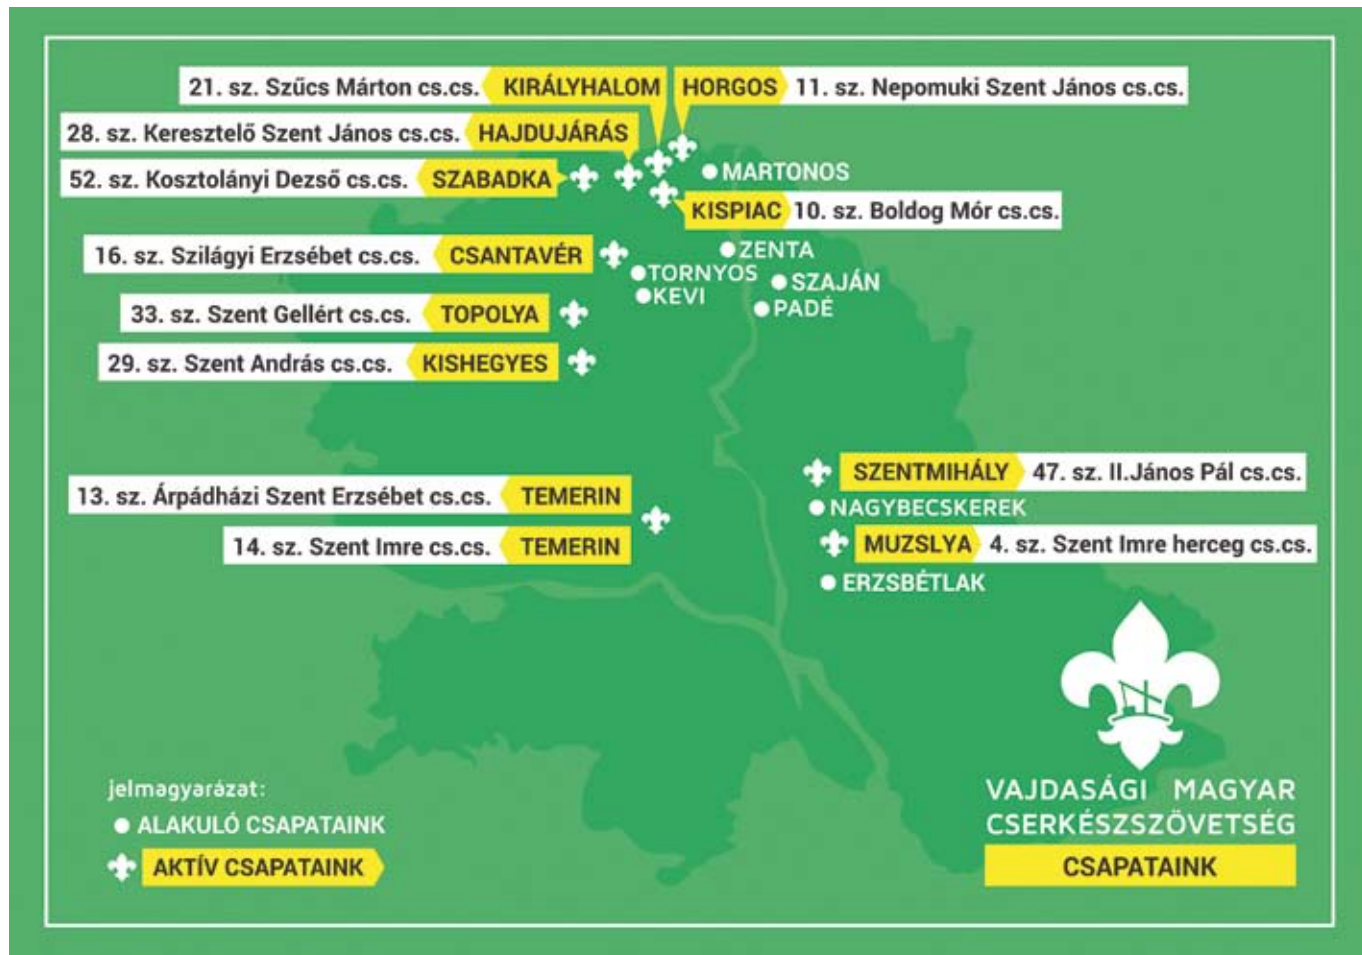 21. sz. Szűcs Márton cs.cs. KIRÁLYHALOM
HORGOS 11. sz. Nepomuki Szent János cs.cs.
28. sz. Keresztelő Szent János cs.cs. HAJDUJÁRÁS
52. sz. Kosztolányi Dezső cs.cs. SZABADKA
MARTONOS
KISPIAC 10. sz. Boldog Mór cs.cs.
16. sz. Szilágyi Erzsébet cs.cs. CSANTAVÉR
ZENTA
TORNYOS
SZAJÁN
KEVI
PADÉ
33. sz. Szent Gellért cs.cs. TOPOLYA
29. sz. Szent András cs.cs. KISHEGYES
SZENTMIHÁLY 47. sz. II.János Pál cs.cs.
13. sz. Árpádházi Szent Erzsébet cs.cs. TEMERIN
NAGYBECSKEREK
14. sz. Szent Imre cs.cs. TEMERIN
MUZSLYA 4. sz. Szent Imre herceg cs.cs.
ERZSBÉTLAK
jelmagyarázat:
ALAKULÓ CSAPATAINK
AKTÍV CSAPATAINK
VAJDASÁGI MAGYAR
CSERKÉSZSZÖVETSÉG
CSAPATAINK